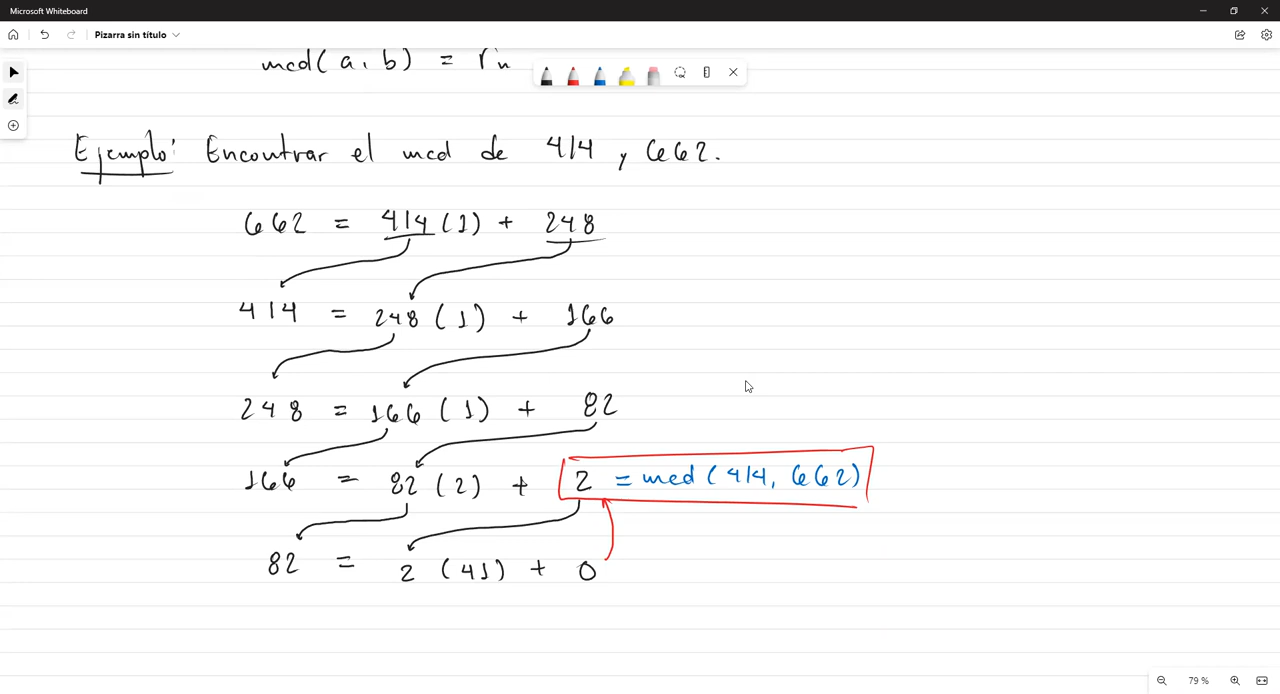 Microsoft Whiteboard
Pizarra sin título
mcd(a, b) = rn
Ejemplo: Encontrar el mcd de 414 y 662.
662 = 414 (1) + 248
414 = 248 (1) + 166
248 = 166 (1) + 82
166 = 82 (2) + 2 = mcd (414, 662)
82 = 2 (41) + 0
79 %